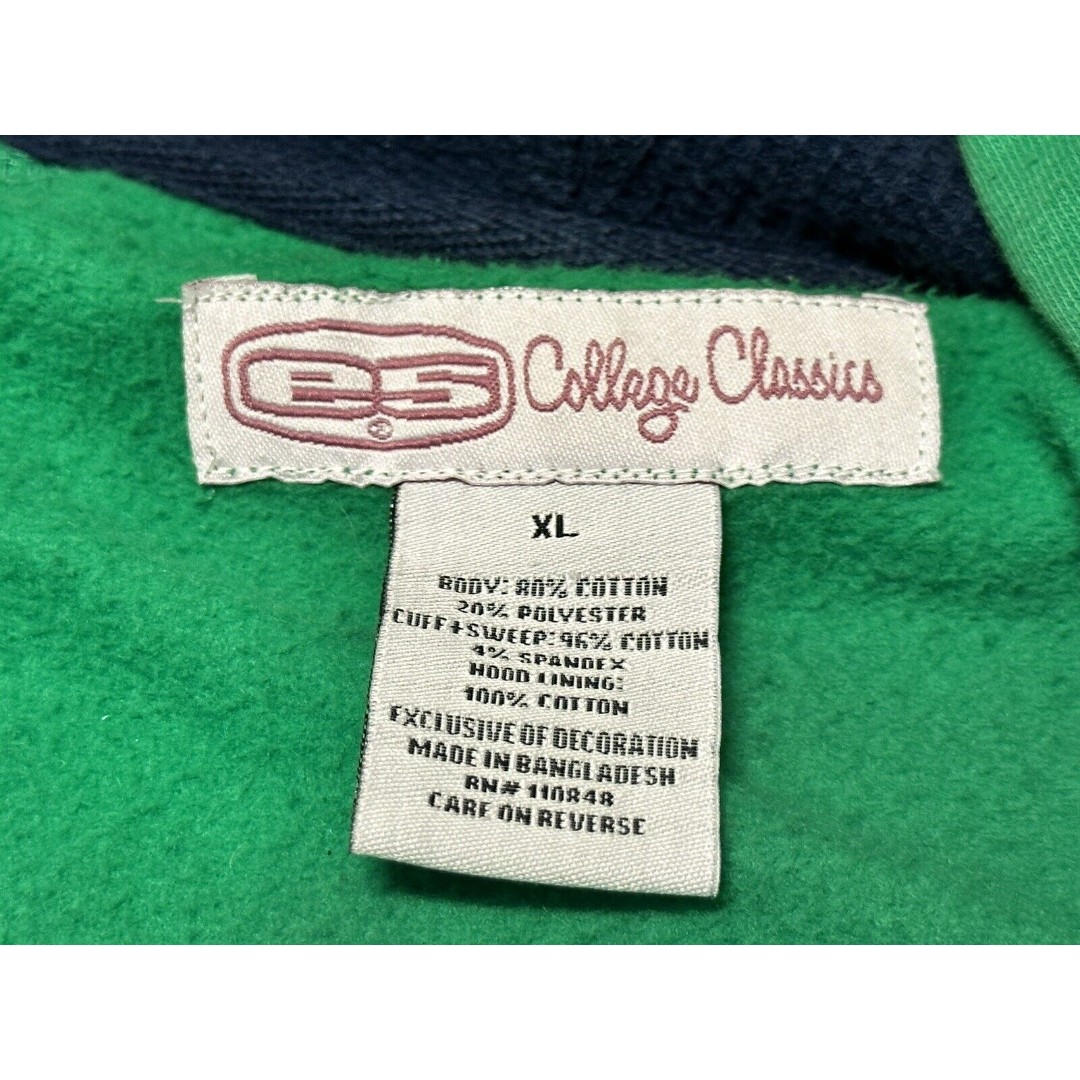 E5 College Classics
®
XL
BODY: 80% COTTON
20% POLYESTER
CUFF+SWEEP: 96% COTTON
4% SPANDEX
HOOD LINING:
100% COTTON
EXCLUSIVE OF DECORATION
MADE IN BANGLADESH
RN# 110848
CARE ON REVERSE